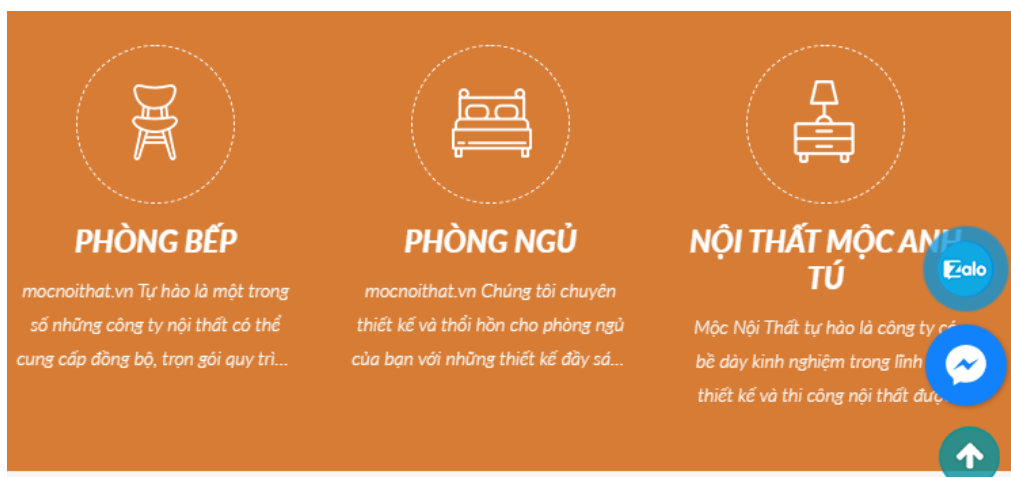 PHÒNG BẾP
mocnoithat.vn Tự hào là một trong
số những công ty nội thất có thể
cung cấp đồng bộ, trọn gói quy trì...
PHÒNG NGỦ
mocnoithat.vn Chúng tôi chuyên
thiết kế và thổi hồn cho phòng ngủ
của bạn với những thiết kế đầy sá...
NỘI THẤT MỘC ANH
TÚ
Mộc Nội Thất tự hào là công ty có
bề dày kinh nghiệm trong lĩnh
thiết kế và thi công nội thất được
Zalo